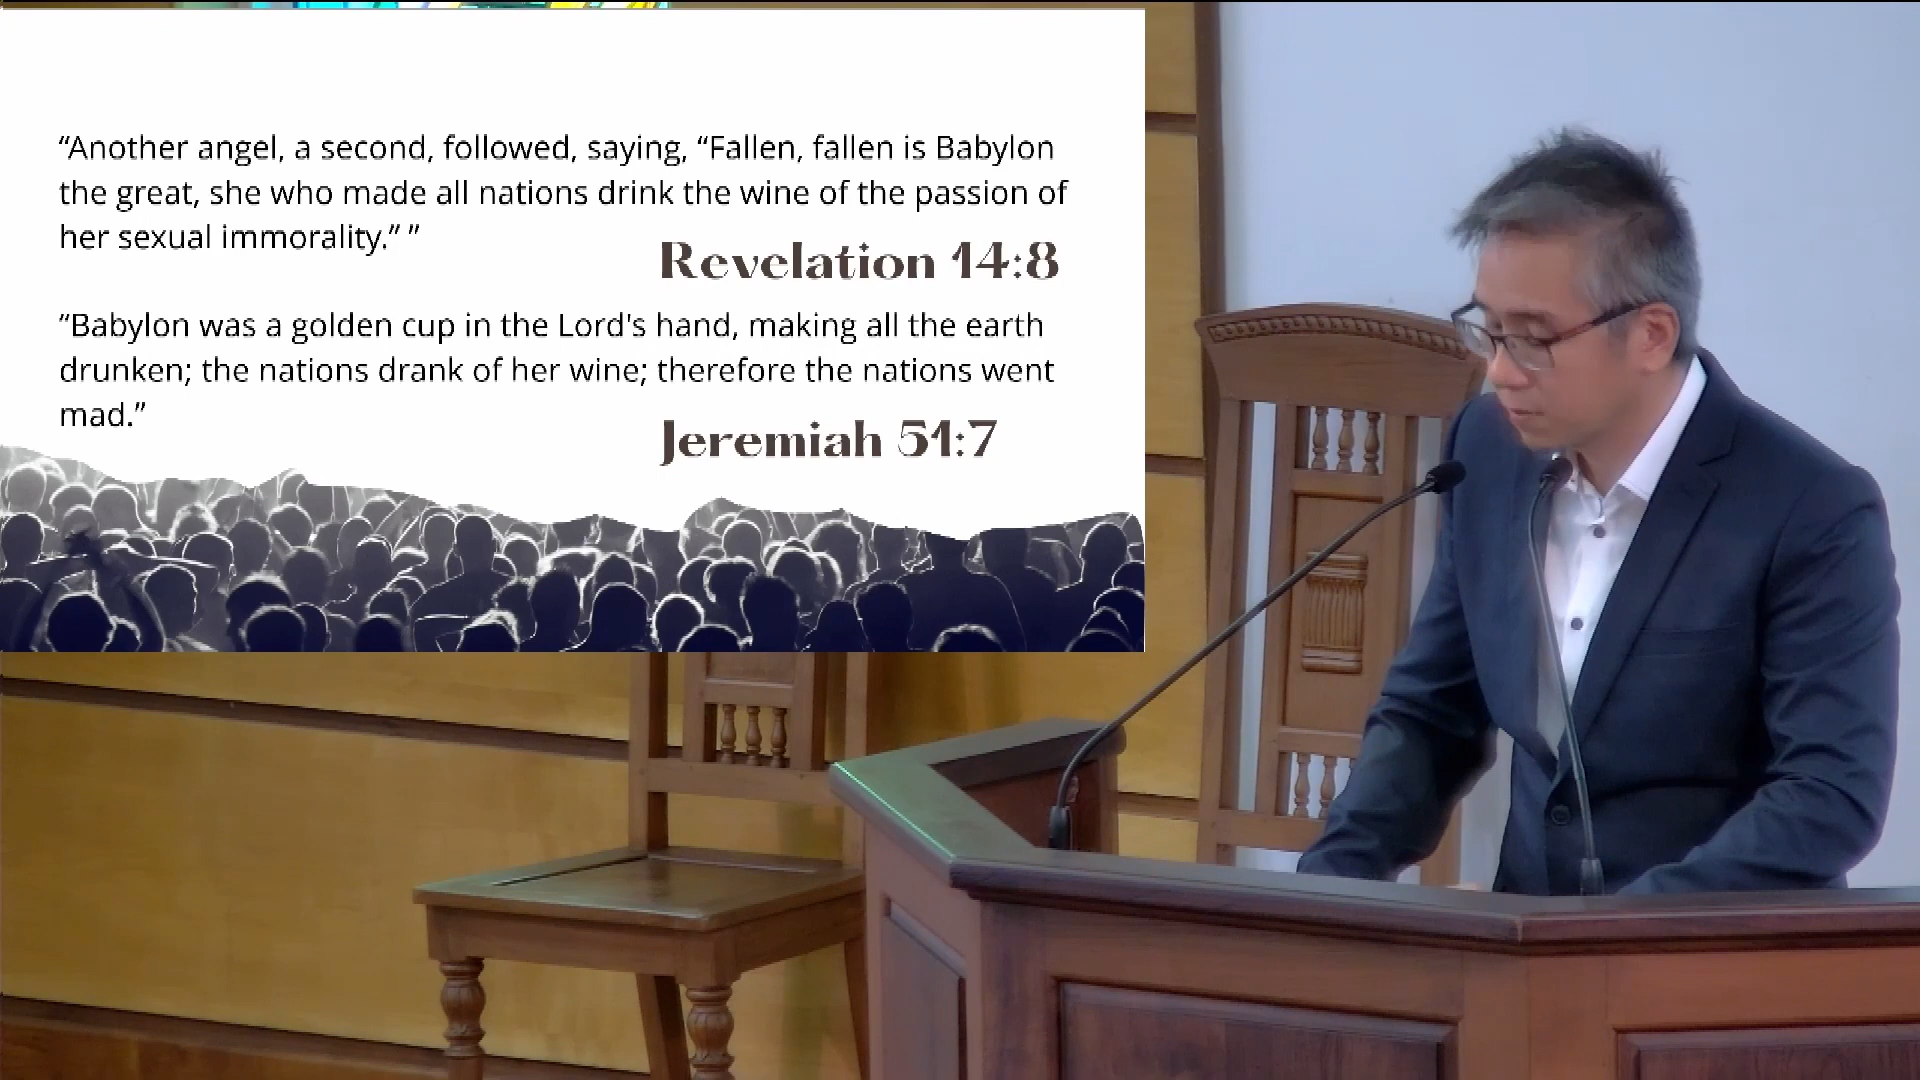 “Another angel, a second, followed, saying, “Fallen, fallen is Babylon
the great, she who made all nations drink the wine of the passion of
her sexual immorality.” ”
Revelation 14:8
“Babylon was a golden cup in the Lord's hand, making all the earth
drunken; the nations drank of her wine; therefore the nations went
mad.”
Jeremiah 51:7